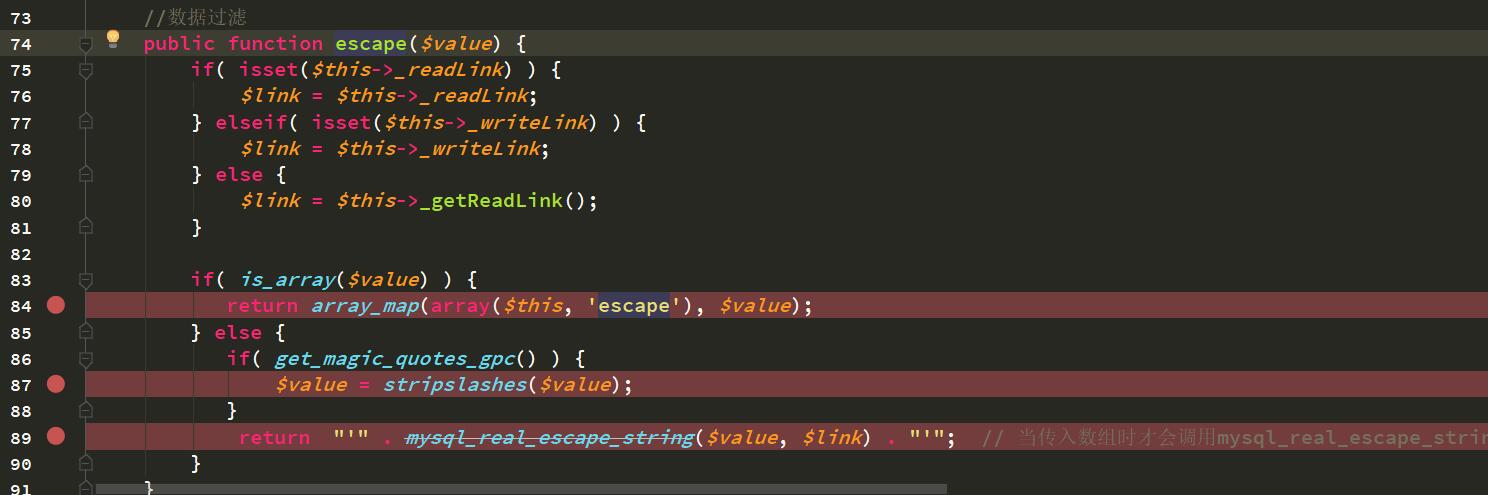 73 //数据过滤
74 public function escape($value) {
75 if( isset($this->_readLink) ) {
76 $link = $this->_readLink;
77 } elseif( isset($this->_writeLink) ) {
78 $link = $this->_writeLink;
79 } else {
80 $link = $this->_getReadLink();
81 }
82
83 if( is_array($value) ) {
84 return array_map(array($this, 'escape'), $value);
85 } else {
86 if( get_magic_quotes_gpc() ) {
87 $value = stripslashes($value);
88 }
89 return "'" . mysql_real_escape_string($value, $link) . "'"; // 当传入数组时才会调用mysql_real_escape_strin
90 }
91 }